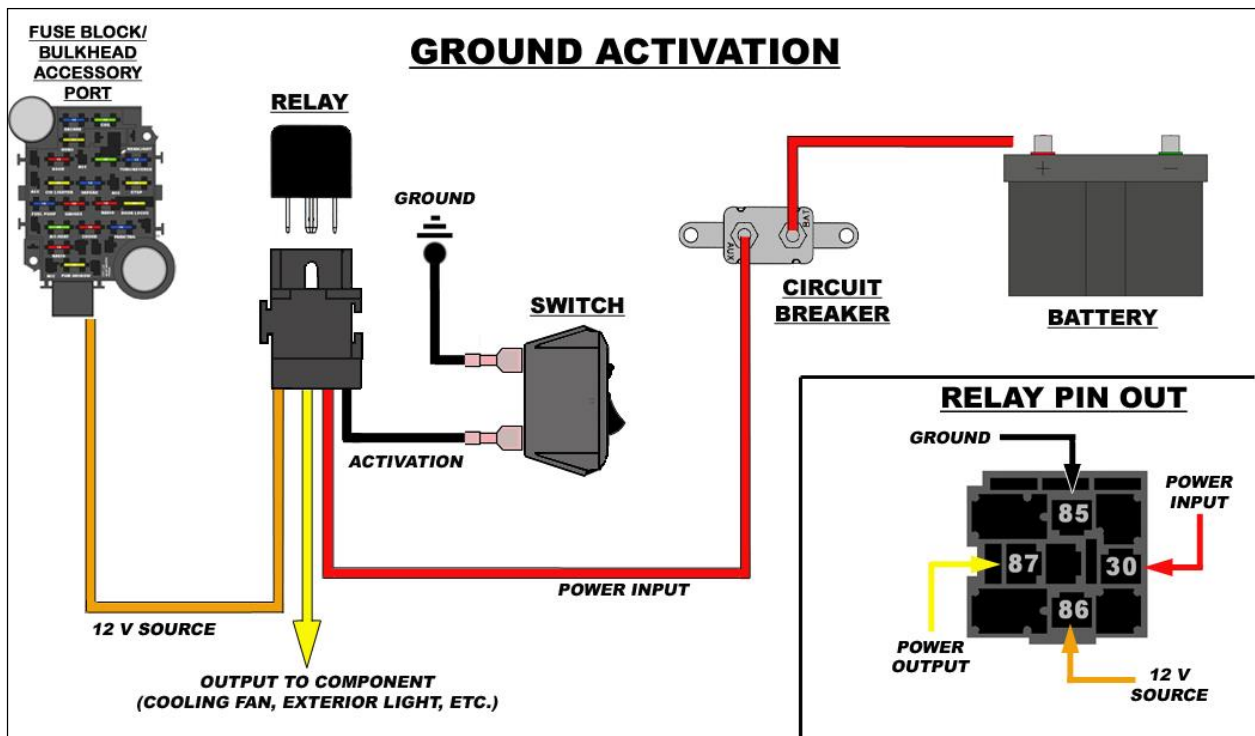 FUSE BLOCK/
BULKHEAD
ACCESSORY
PORT
GROUND ACTIVATION
RELAY
GROUND
SWITCH
ACTIVATION
BAT
AUX
CIRCUIT
BREAKER
+
−
BATTERY
POWER INPUT
12 V SOURCE
OUTPUT TO COMPONENT
(COOLING FAN, EXTERIOR LIGHT, ETC.)
RELAY PIN OUT
GROUND
POWER
INPUT
85
87
30
86
POWER
OUTPUT
12 V
SOURCE